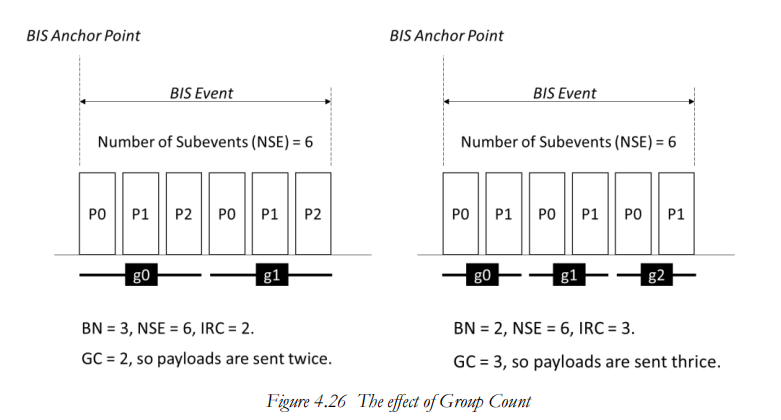 BIS Anchor Point
BIS Event
Number of Subevents (NSE) = 6
P0 P1 P2 P0 P1 P2
g0 g1
BN = 3, NSE = 6, IRC = 2.
GC = 2, so payloads are sent twice.
BIS Anchor Point
BIS Event
Number of Subevents (NSE) = 6
P0 P1 P0 P1 P0 P1
g0 g1 g2
BN = 2, NSE = 6, IRC = 3.
GC = 3, so payloads are sent thrice.
Figure 4.26 The effect of Group Count